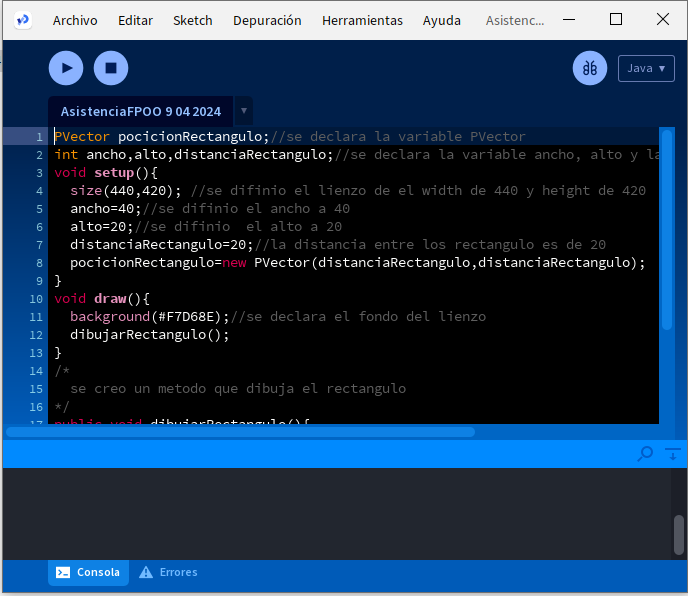 Archivo Editar Sketch Depuración Herramientas Ayuda Asistenc...
Java
AsistenciaFPOO 9 04 2024
1 PVector pocicionRectangulo;//se declara la variable PVector
2 int ancho,alto,distanciaRectangulo;//se declara la variable ancho, alto y la
3 void setup(){
4 size(440,420); //se difinio el lienzo de el width de 440 y height de 420
5 ancho=40;//se difinio el ancho a 40
6 alto=20;//se difinio  el alto a 20
7 distanciaRectangulo=20;//la distancia entre los rectangulo es de 20
8 pocicionRectangulo=new PVector(distanciaRectangulo,distanciaRectangulo);
9 }
10 void draw(){
11 background(#F7D68E);//se declara el fondo del lienzo
12 dibujarRectangulo();
13 }
14 /*
15 se creo un metodo que dibuja el rectangulo
16 */
17 public void dibujarRectangulo(){
Consola Errores